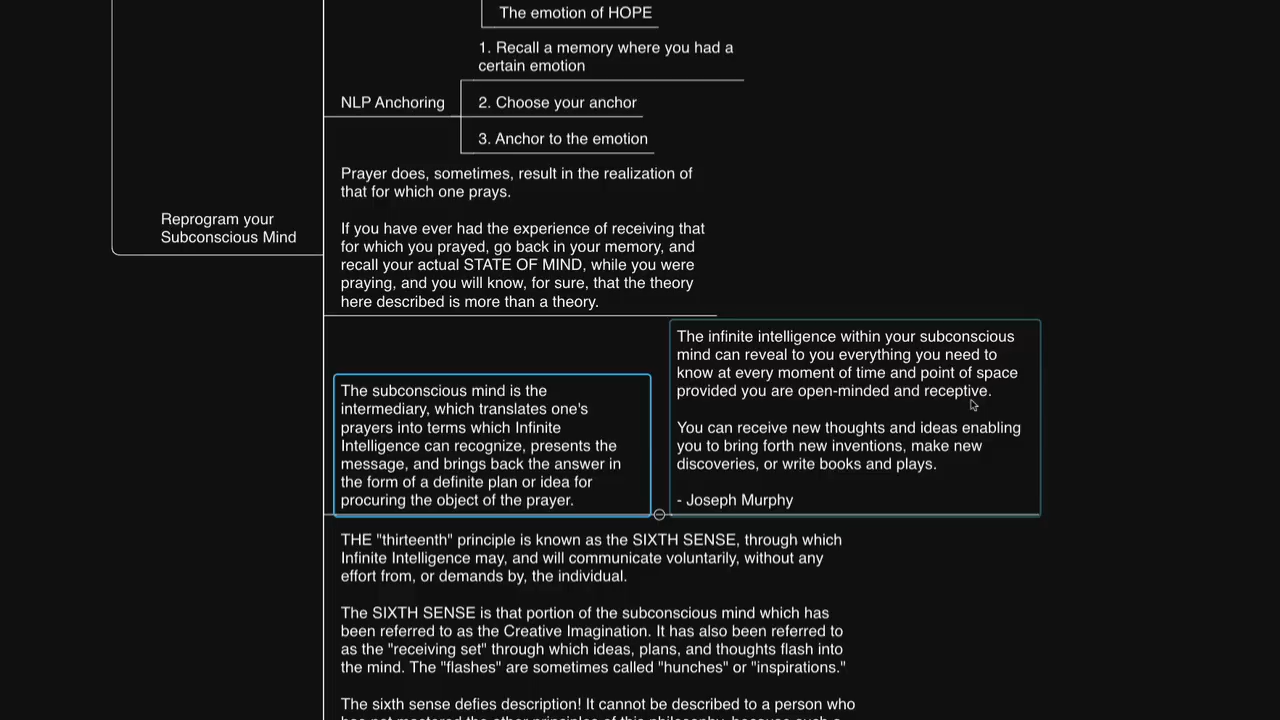 The emotion of HOPE
1. Recall a memory where you had a
certain emotion
NLP Anchoring
2. Choose your anchor
3. Anchor to the emotion
Prayer does, sometimes, result in the realization of
that for which one prays.
If you have ever had the experience of receiving that
for which you prayed, go back in your memory, and
recall your actual STATE OF MIND, while you were
praying, and you will know, for sure, that the theory
here described is more than a theory.
Reprogram your
Subconscious Mind
The subconscious mind is the
intermediary, which translates one's
prayers into terms which Infinite
Intelligence can recognize, presents the
message, and brings back the answer in
the form of a definite plan or idea for
procuring the object of the prayer.
The infinite intelligence within your subconscious
mind can reveal to you everything you need to
know at every moment of time and point of space
provided you are open-minded and receptive.
You can receive new thoughts and ideas enabling
you to bring forth new inventions, make new
discoveries, or write books and plays.
- Joseph Murphy
THE "thirteenth" principle is known as the SIXTH SENSE, through which
Infinite Intelligence may, and will communicate voluntarily, without any
effort from, or demands by, the individual.
The SIXTH SENSE is that portion of the subconscious mind which has
been referred to as the Creative Imagination. It has also been referred to
as the "receiving set" through which ideas, plans, and thoughts flash into
the mind. The "flashes" are sometimes called "hunches" or "inspirations."
The sixth sense defies description! It cannot be described to a person who